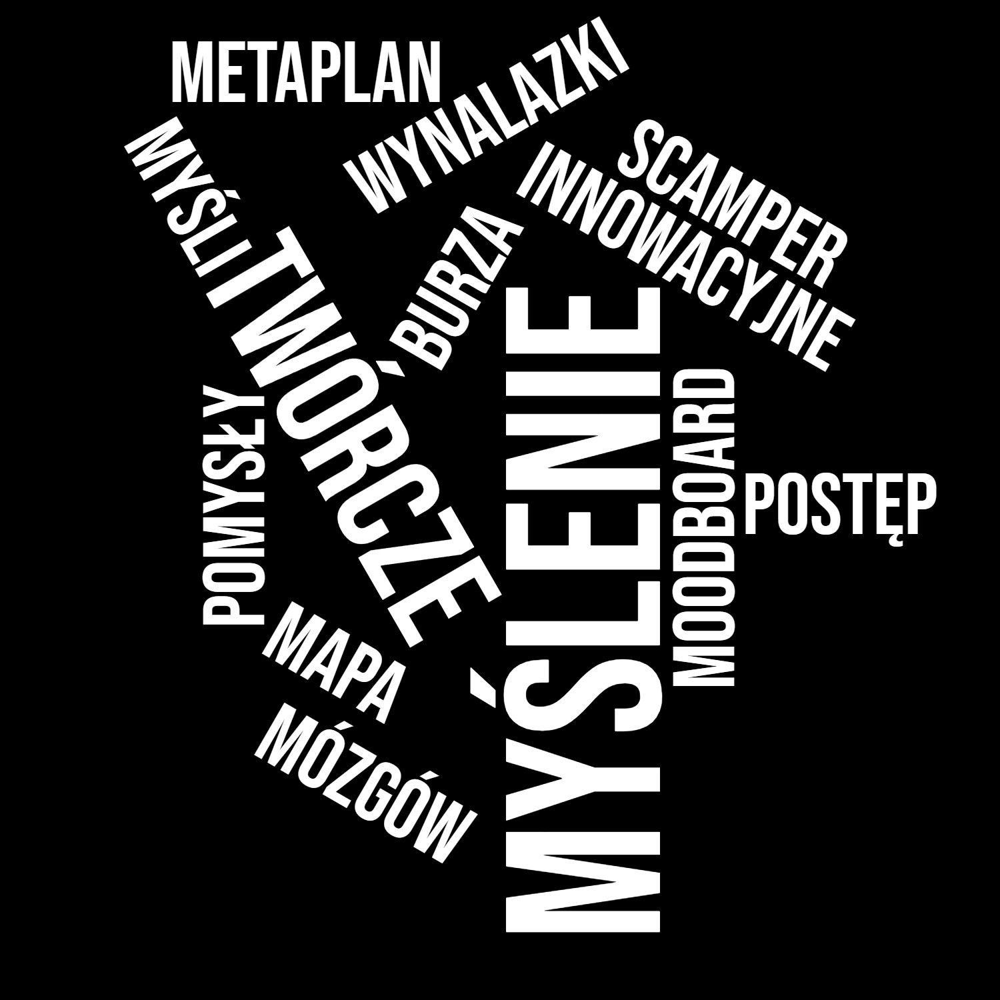 METAPLAN
WYNALAZKI
SCAMPER
INNOWACYJNE
MYŚLI
TWÓRCZE
BURZA
MYŚLENIE
MOODBOARD
POSTĘP
POMYSŁY
MAPA
MÓZGÓW